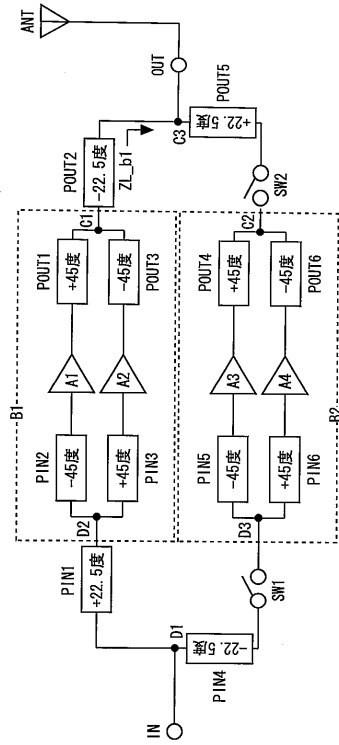 ANT
OUT
POUT2
-22.5度
ZL_b1
C3
+22.5度
POUT5
SW2
B1
C1
POUT1
+45度
-45度
POUT3
A1
A2
PIN2
-45度
+45度
PIN3
D2
PIN1
+22.5度
B2
C2
POUT4
+45度
-45度
POUT6
A3
A4
PIN5
-45度
+45度
PIN6
D3
SW1
D1
-22.5度
PIN4
IN